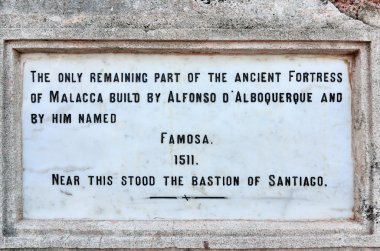 THE ONLY REMAINING PART OF THE ANCIENT FORTRESS
OF MALACCA BUILD BY ALFONSO D'ALBOQUERQUE AND
BY HIM NAMED
FAMOSA.
1511.
NEAR THIS STOOD THE BASTION OF SANTIAGO.